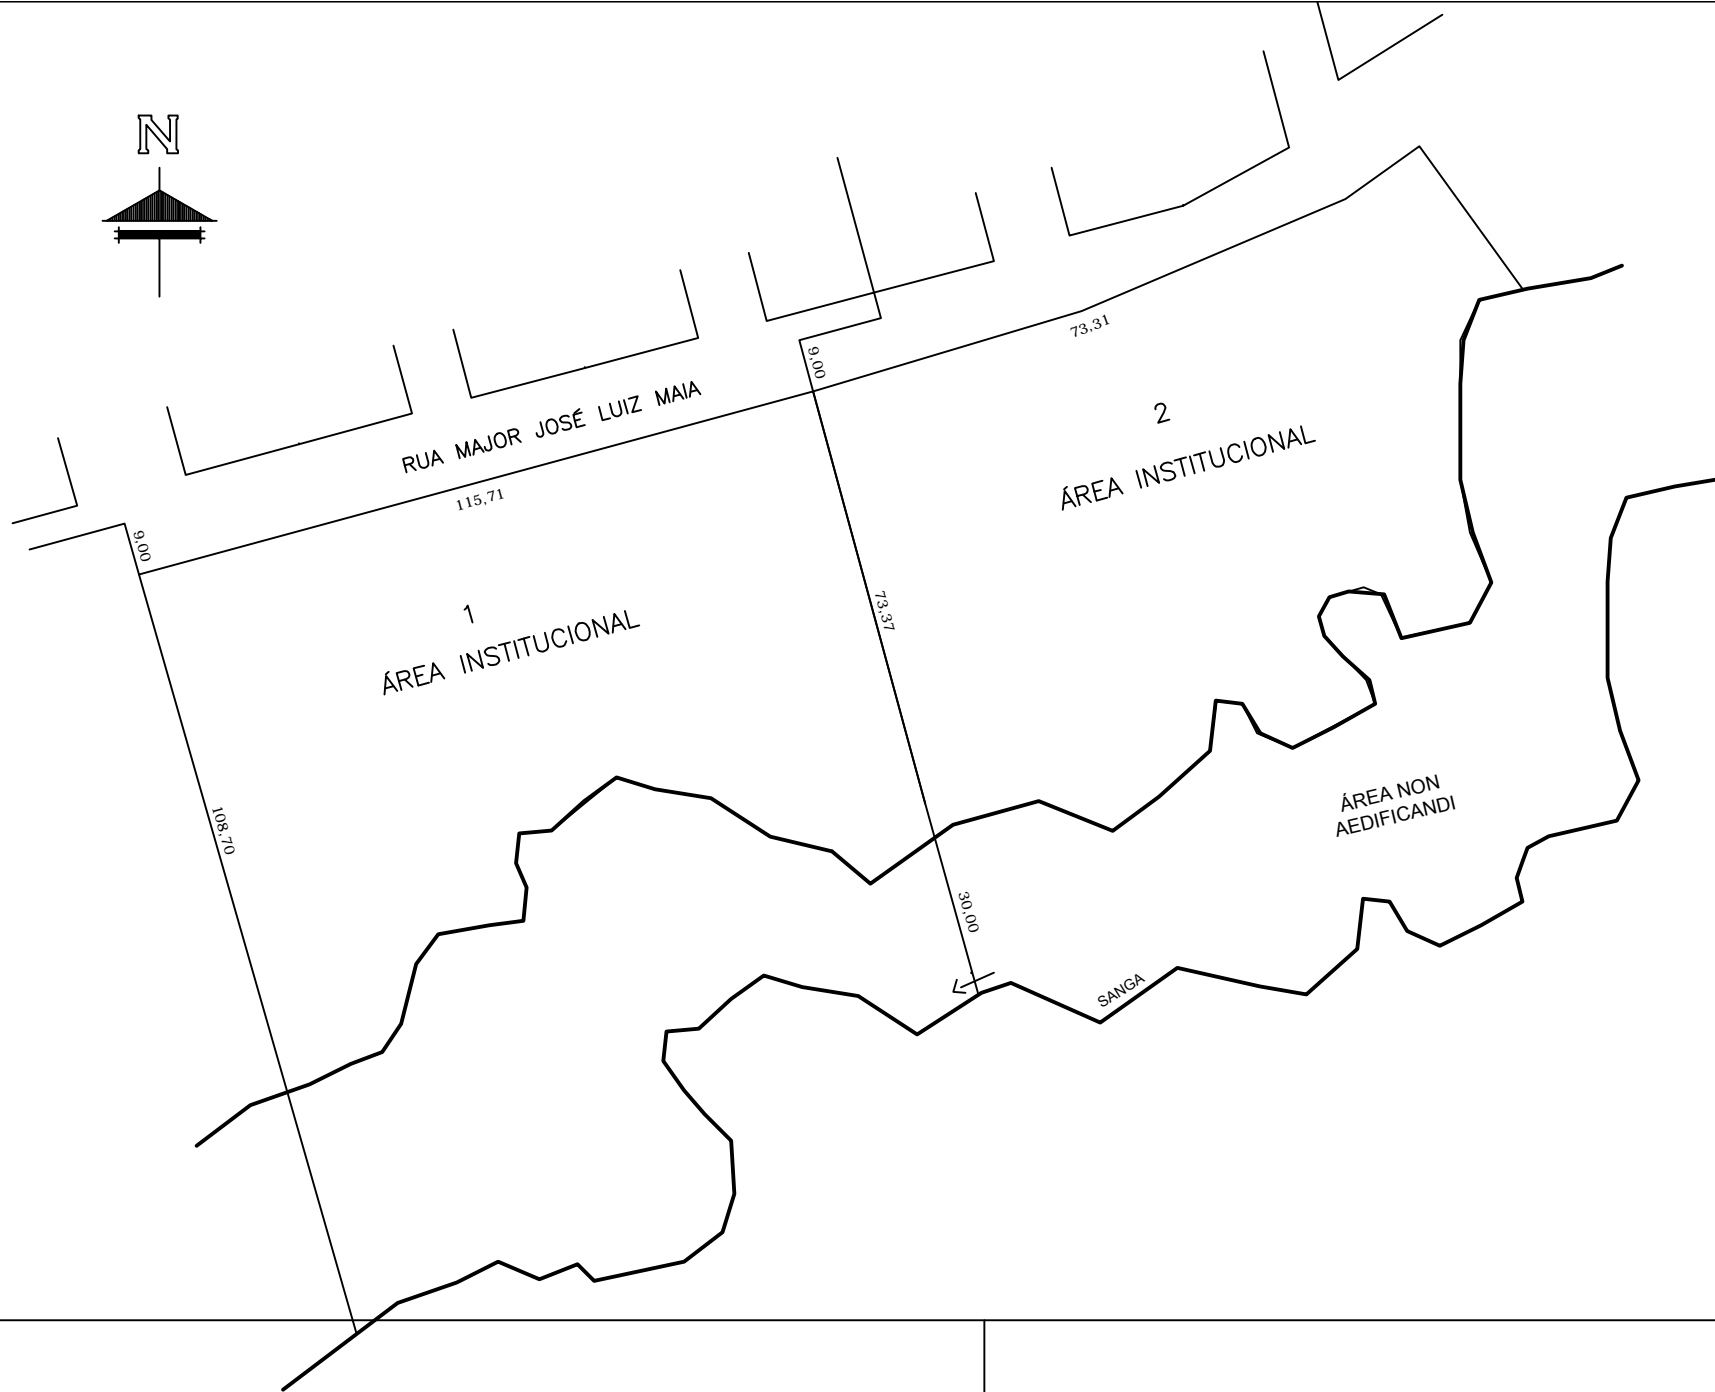 N
73,31
9,00
RUA MAJOR JOSÉ LUIZ MAIA
2
ÁREA INSTITUCIONAL
115,71
9,00
1
ÁREA INSTITUCIONAL
73,37
108,70
ÁREA NON
AEDIFICANDI
30,00
SANGA